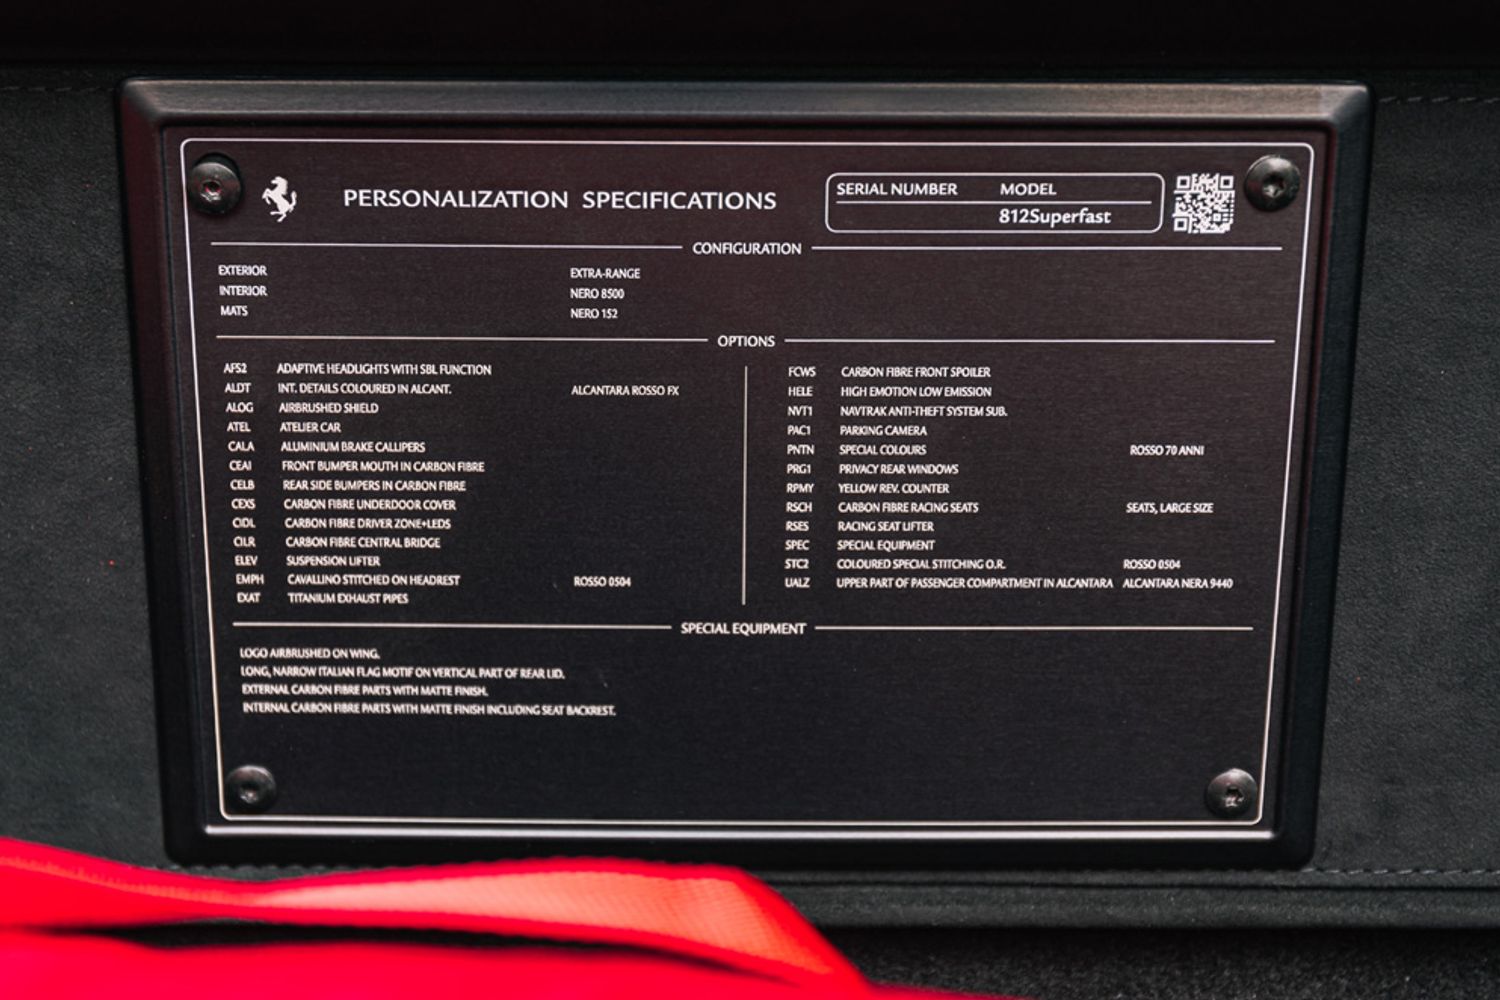 PERSONALIZATION SPECIFICATIONS
SERIAL NUMBER MODEL
812Superfast
CONFIGURATION
EXTERIOR EXTRA-RANGE
INTERIOR NERO 8500
MATS NERO 152
OPTIONS
AFS2 ADAPTIVE HEADLIGHTS WITH SBL FUNCTION
ALDT INT. DETAILS COLOURED IN ALCANT. ALCANTARA ROSSO FX
ALOG AIRBRUSHED SHIELD
ATEL ATELIER CAR
CALA ALUMINIUM BRAKE CALLIPERS
CEAI FRONT BUMPER MOUTH IN CARBON FIBRE
CELB REAR SIDE BUMPERS IN CARBON FIBRE
CEXS CARBON FIBRE UNDERDOOR COVER
CIDL CARBON FIBRE DRIVER ZONE+LEDS
CILR CARBON FIBRE CENTRAL BRIDGE
ELEV SUSPENSION LIFTER
EMPH CAVALLINO STITCHED ON HEADREST ROSSO 0504
EXAT TITANIUM EXHAUST PIPES
FCWS CARBON FIBRE FRONT SPOILER
HELE HIGH EMOTION LOW EMISSION
NVT1 NAVTRAK ANTI-THEFT SYSTEM SUB.
PAC1 PARKING CAMERA
PNTN SPECIAL COLOURS ROSSO 70 ANNI
PRG1 PRIVACY REAR WINDOWS
RPMY YELLOW REV. COUNTER
RSCH CARBON FIBRE RACING SEATS SEATS, LARGE SIZE
RSES RACING SEAT LIFTER
SPEC SPECIAL EQUIPMENT
STC2 COLOURED SPECIAL STITCHING O.R. ROSSO 0504
UALZ UPPER PART OF PASSENGER COMPARTMENT IN ALCANTARA ALCANTARA NERA 9440
SPECIAL EQUIPMENT
LOGO AIRBRUSHED ON WING.
LONG, NARROW ITALIAN FLAG MOTIF ON VERTICAL PART OF REAR LID.
EXTERNAL CARBON FIBRE PARTS WITH MATTE FINISH.
INTERNAL CARBON FIBRE PARTS WITH MATTE FINISH INCLUDING SEAT BACKREST.